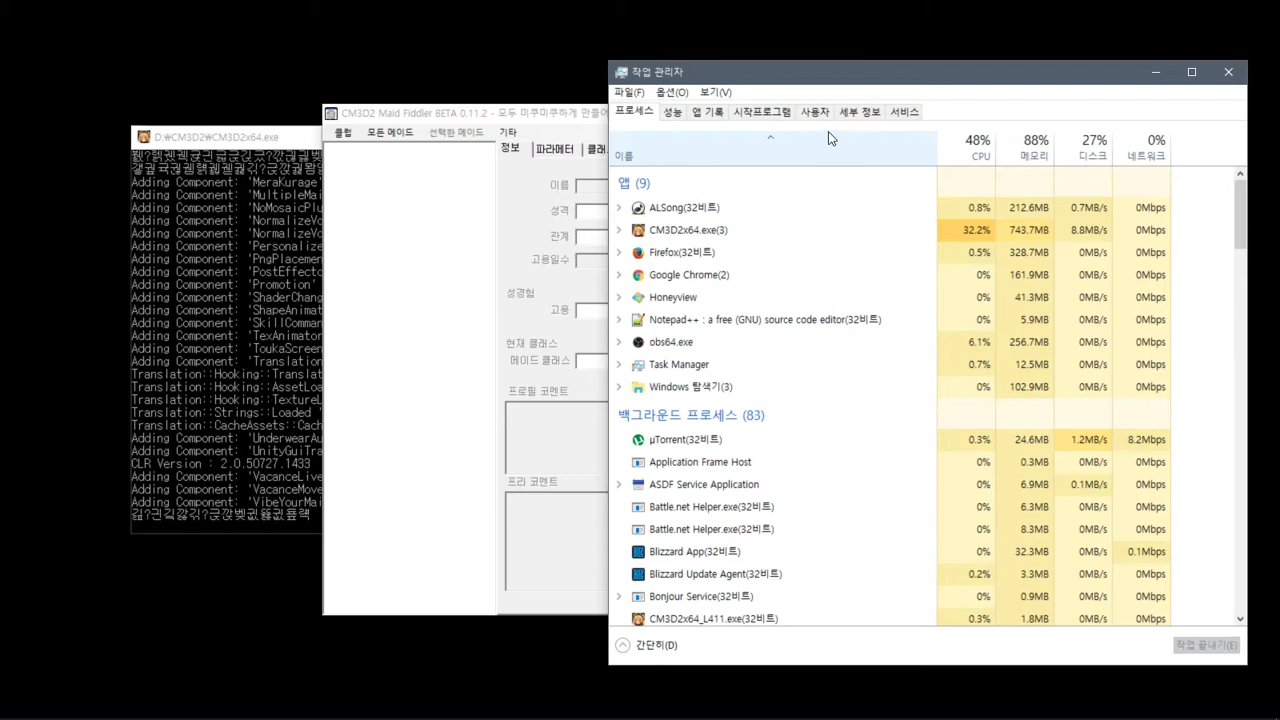 D:₩CM3D2₩CM3D2x64.exe
Adding Component: 'MeraKurage'
Adding Component: 'MultipleMai
Adding Component: 'NoMosaicPlu
Adding Component: 'NormalizeVo
Adding Component: 'NormalizeVo
Adding Component: 'Personalize
Adding Component: 'PngPlacemen
Adding Component: 'PostEffecto
Adding Component: 'Promotion'
Adding Component: 'ShaderChang
Adding Component: 'ShapeAnimat
Adding Component: 'SkillComman
Adding Component: 'TexAnimator
Adding Component: 'ToukaScreen
Adding Component: 'Translation
Translation::Hooking::Translat
Translation::Hooking::AssetLoa
Translation::Hooking::TextureL
Translation::Strings::Loaded '
Translation::CacheAssets::Cach
Adding Component: 'UnderwearAu
Adding Component: 'UnityGuiTra
CLR Version : 2.0.50727.1433
Adding Component: 'VacanceLive
Adding Component: 'VacanceMove
Adding Component: 'VibeYourMai
CM3D2 Maid Fiddler BETA 0.11.2 - 모두 미쿠미쿠하게 만들어
클럽 모든 메이드 선택한 메이드 기타
정보 파라메터 클래
이름
성격
관계
고용일수
성경험
고용
현재 클래스
메이드 클래스
프로필 코멘트
프리 코멘트
작업 관리자
파일(F) 옵션(O) 보기(V)
프로세스 성능 앱 기록 시작프로그램 사용자 세부 정보 서비스
48% 88% 27% 0%
이름 CPU 메모리 디스크 네트워크
앱 (9)
ALSong(32비트) 0.8% 212.6MB 0.7MB/s 0Mbps
CM3D2x64.exe(3) 32.2% 743.7MB 8.8MB/s 0Mbps
Firefox(32비트) 0.5% 328.7MB 0MB/s 0Mbps
Google Chrome(2) 0% 161.9MB 0MB/s 0Mbps
Honeyview 0% 41.3MB 0MB/s 0Mbps
Notepad++ : a free (GNU) source code editor(32비트) 0% 5.9MB 0MB/s 0Mbps
obs64.exe 6.1% 256.7MB 0MB/s 0Mbps
Task Manager 0.7% 12.5MB 0MB/s 0Mbps
Windows 탐색기(3) 0% 102.9MB 0MB/s 0Mbps
백그라운드 프로세스 (83)
µTorrent(32비트) 0.3% 24.6MB 1.2MB/s 8.2Mbps
Application Frame Host 0% 0.3MB 0MB/s 0Mbps
ASDF Service Application 0% 6.9MB 0.1MB/s 0Mbps
Battle.net Helper.exe(32비트) 0% 6.3MB 0MB/s 0Mbps
Battle.net Helper.exe(32비트) 0% 8.3MB 0MB/s 0Mbps
Blizzard App(32비트) 0% 32.3MB 0MB/s 0.1Mbps
Blizzard Update Agent(32비트) 0.2% 3.3MB 0MB/s 0Mbps
Bonjour Service(32비트) 0% 0.9MB 0MB/s 0Mbps
CM3D2x64_L411.exe(32비트) 0.3% 1.8MB 0MB/s 0Mbps
간단히(D) 작업 끝내기(E)